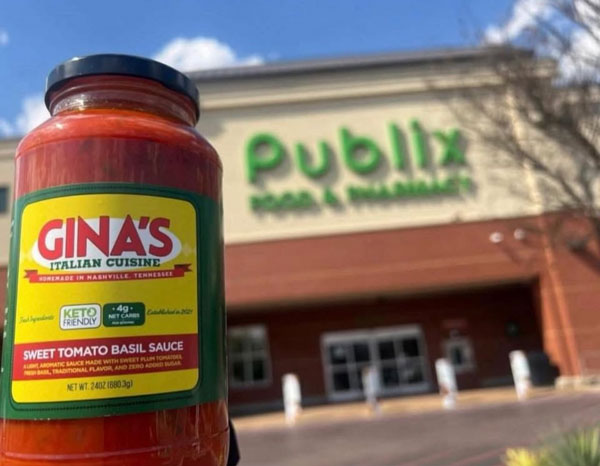 Publix
FOOD & PHARMACY
GINA'S
ITALIAN CUISINE
HOMEMADE IN NASHVILLE, TENNESSEE
KETO
FRIENDLY
4g
NET CARBS
Established in 2021
SWEET TOMATO BASIL SAUCE
A LIGHT, AROMATIC SAUCE MADE WITH SWEET PLUM TOMATOES,
FRESH BASIL, TRADITIONAL FLAVOR, AND ZERO ADDED SUGAR.
NET WT. 24OZ (680.3g)